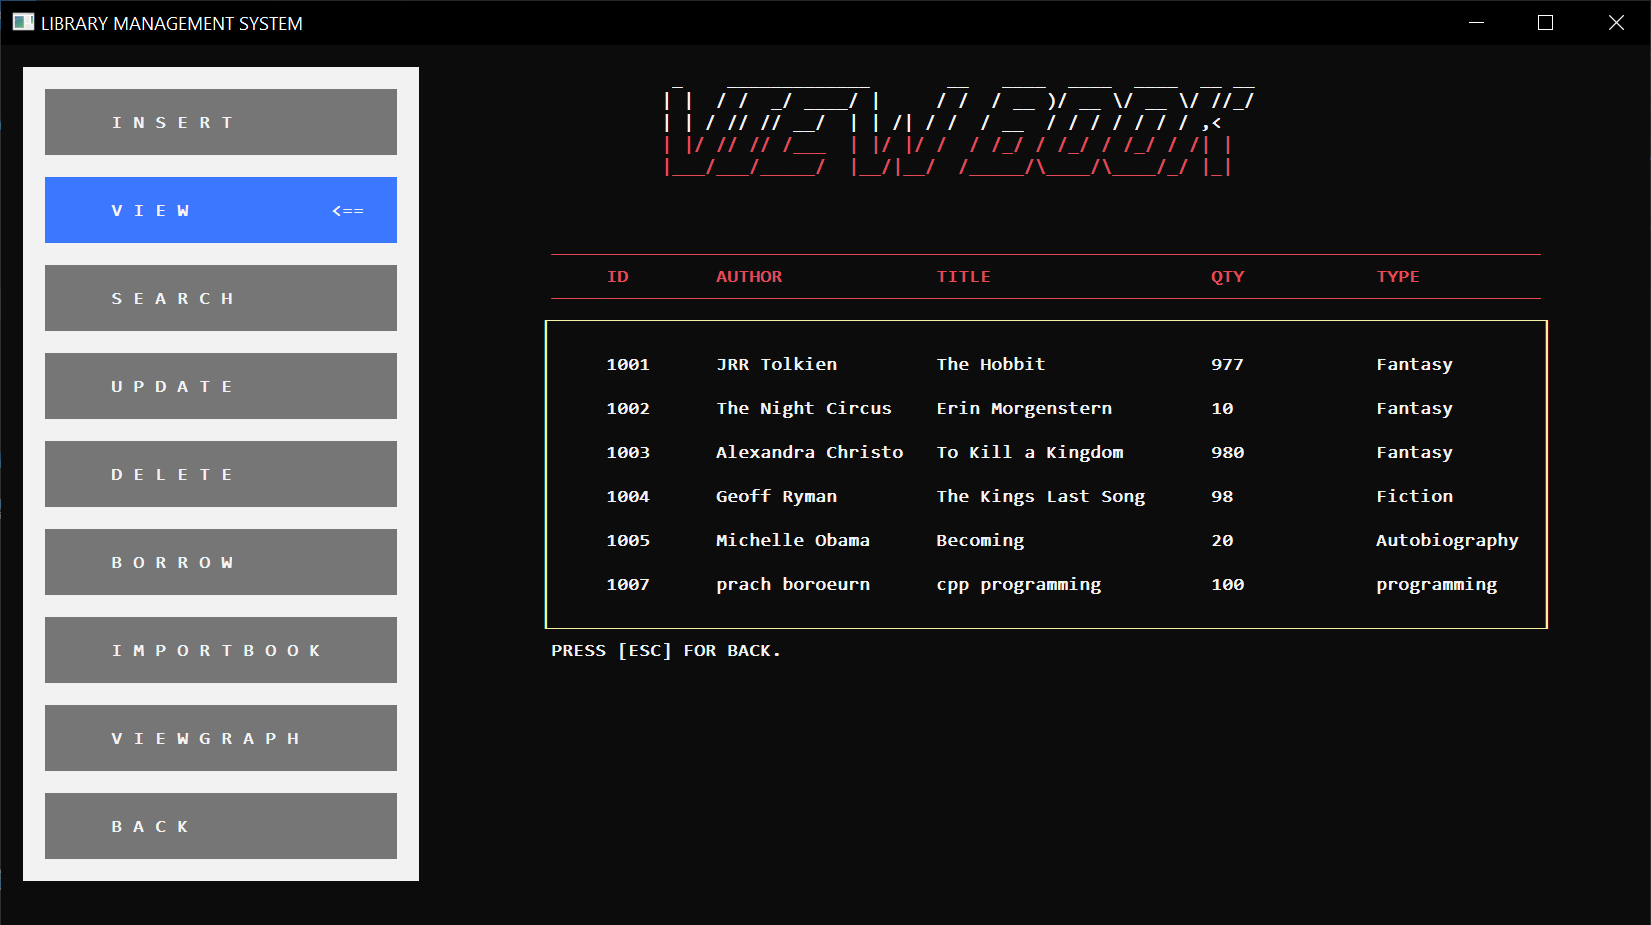 LIBRARY MANAGEMENT SYSTEM
I N S E R T
V I E W <==
S E A R C H
U P D A T E
D E L E T E
B O R R O W
I M P O R T B O O K
V I E W G R A P H
B A C K
VIEW BOOK
ID AUTHOR TITLE QTY TYPE
1001 JRR Tolkien The Hobbit 977 Fantasy
1002 The Night Circus Erin Morgenstern 10 Fantasy
1003 Alexandra Christo To Kill a Kingdom 980 Fantasy
1004 Geoff Ryman The Kings Last Song 98 Fiction
1005 Michelle Obama Becoming 20 Autobiography
1007 prach boroeurn cpp programming 100 programming
PRESS [ESC] FOR BACK.